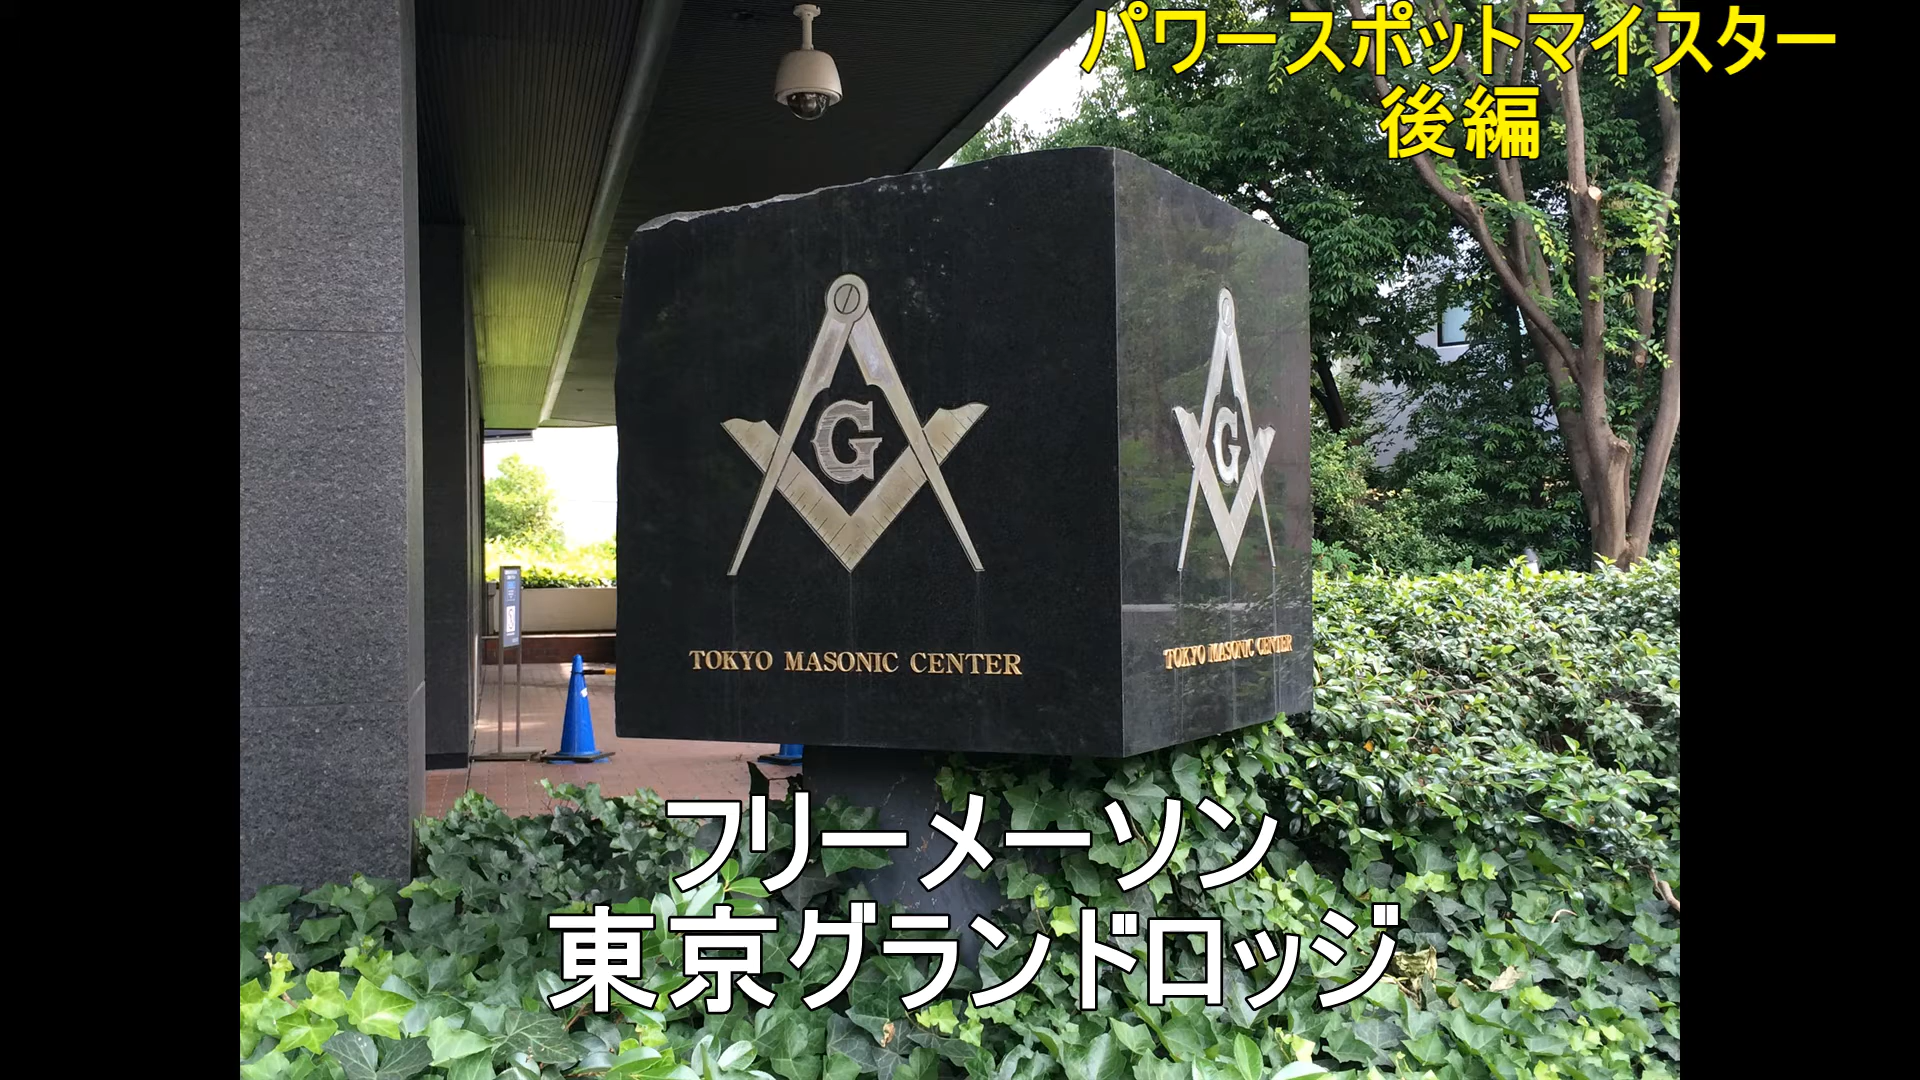 パワースポットマイスター
後編
G
G
TOKYO MASONIC CENTER
TOKYO MASONIC CENTER
フリーメーソン
東京グランドロッジ